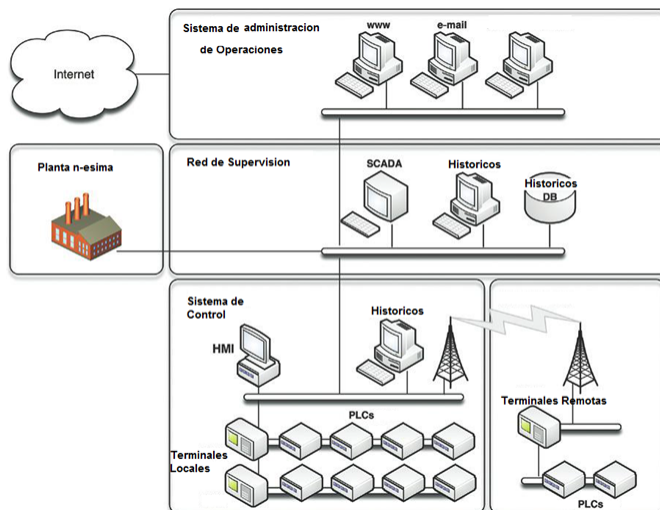 Sistema de administracion
de Operaciones
www
e-mail
Internet
Planta n-esima
Red de Supervision
SCADA
Historicos
Historicos
DB
Sistema de
Control
Historicos
HMI
PLCs
Terminales
Locales
Terminales Remotas
PLCs